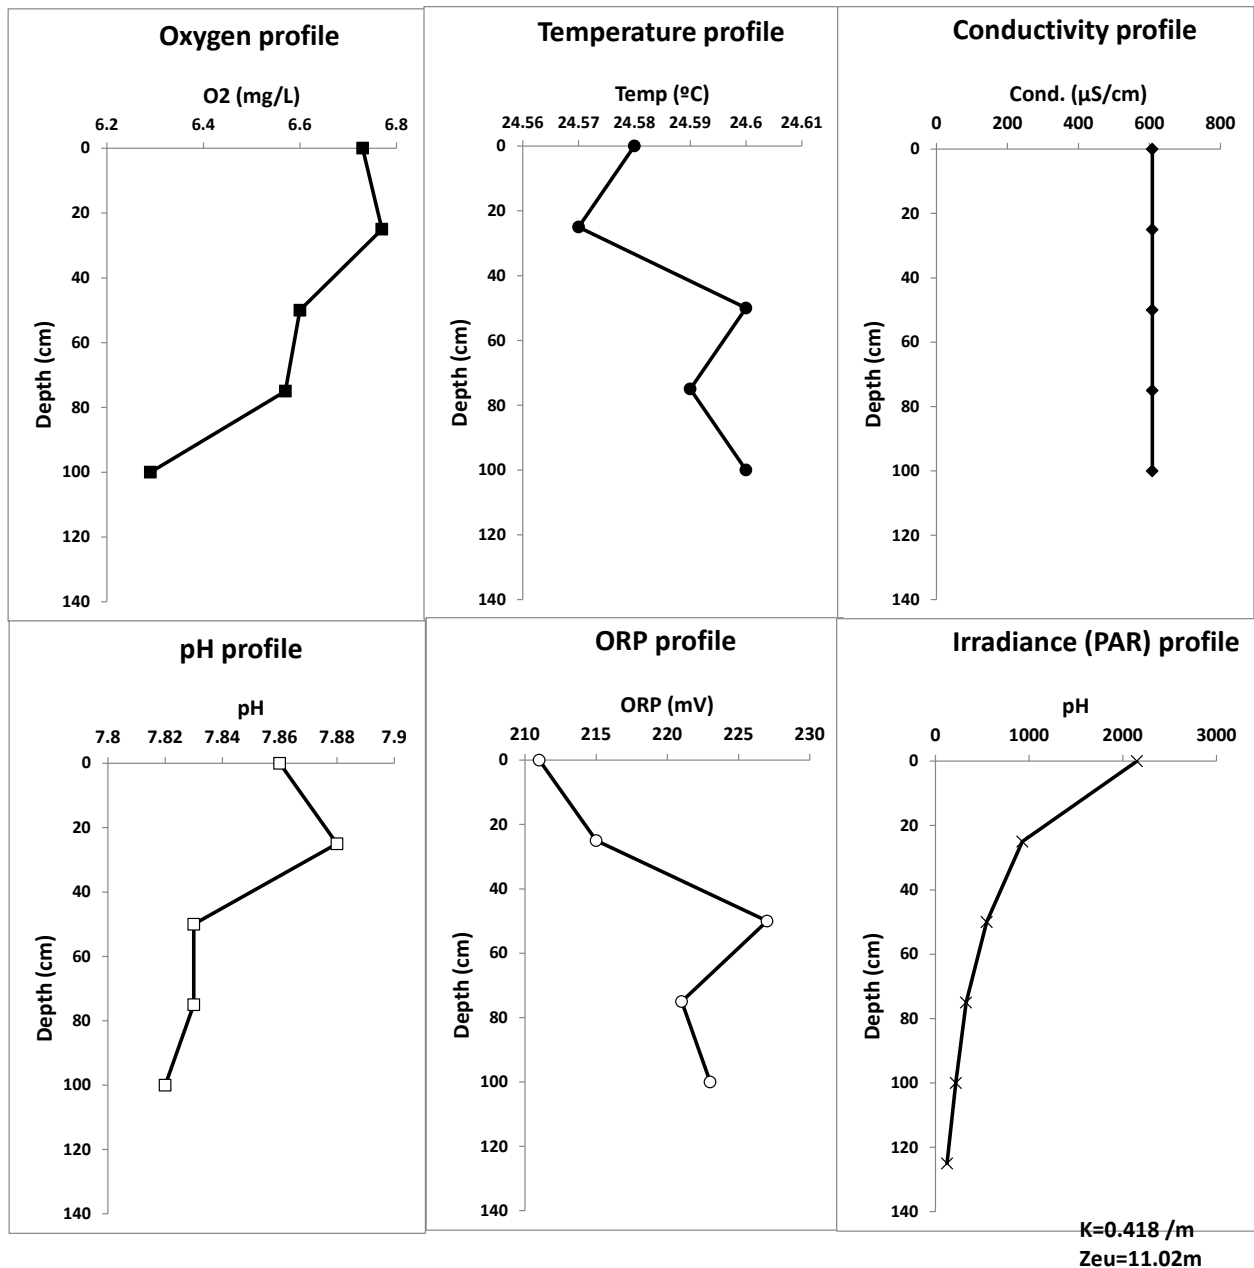 Oxygen profile
O2 (mg/L)
6.2 6.4 6.6 6.8
0
20
40
60
80
100
120
140
Depth (cm)
Temperature profile
Temp (ºC)
24.56 24.57 24.58 24.59 24.6 24.61
0
20
40
60
80
100
120
140
Depth (cm)
Conductivity profile
Cond. (µS/cm)
0 200 400 600 800
0
20
40
60
80
100
120
140
Depth (cm)
pH profile
pH
7.8 7.82 7.84 7.86 7.88 7.9
0
20
40
60
80
100
120
140
Depth (cm)
ORP profile
ORP (mV)
210 215 220 225 230
0
20
40
60
80
100
120
140
Depth (cm)
Irradiance (PAR) profile
pH
0 1000 2000 3000
0
20
40
60
80
100
120
140
Depth (cm)
K=0.418 /m
Zeu=11.02m